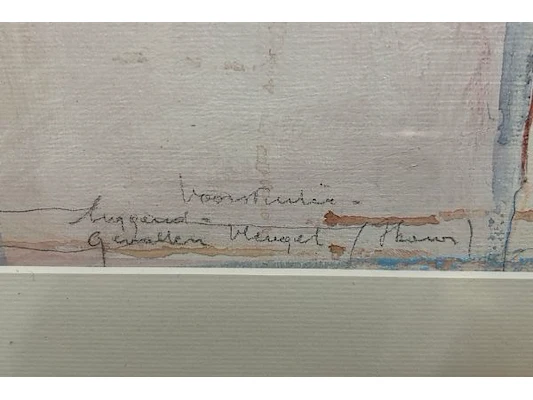 Voorstudie -
liggend -
gevallen vleugel (